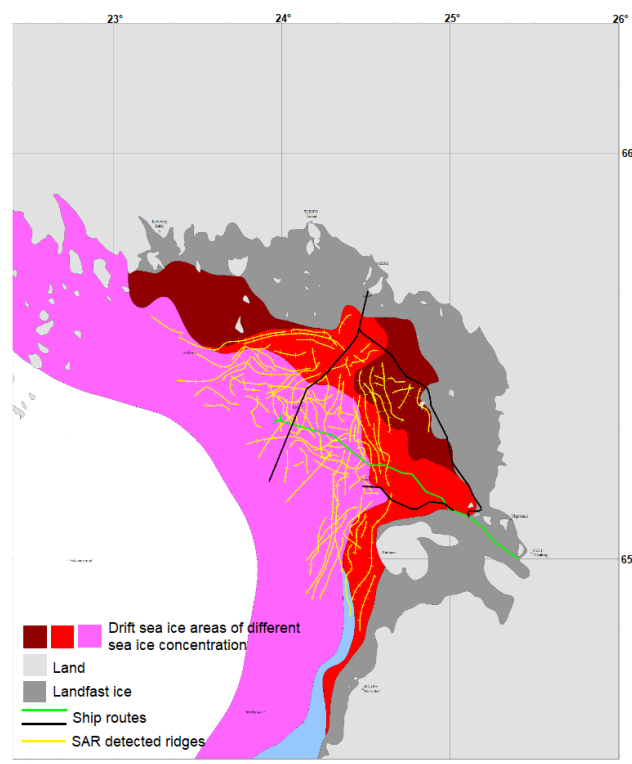 23°
24°
25°
26°
66
65
Drift sea ice areas of different
sea ice concentration
Land
Landfast ice
Ship routes
SAR detected ridges